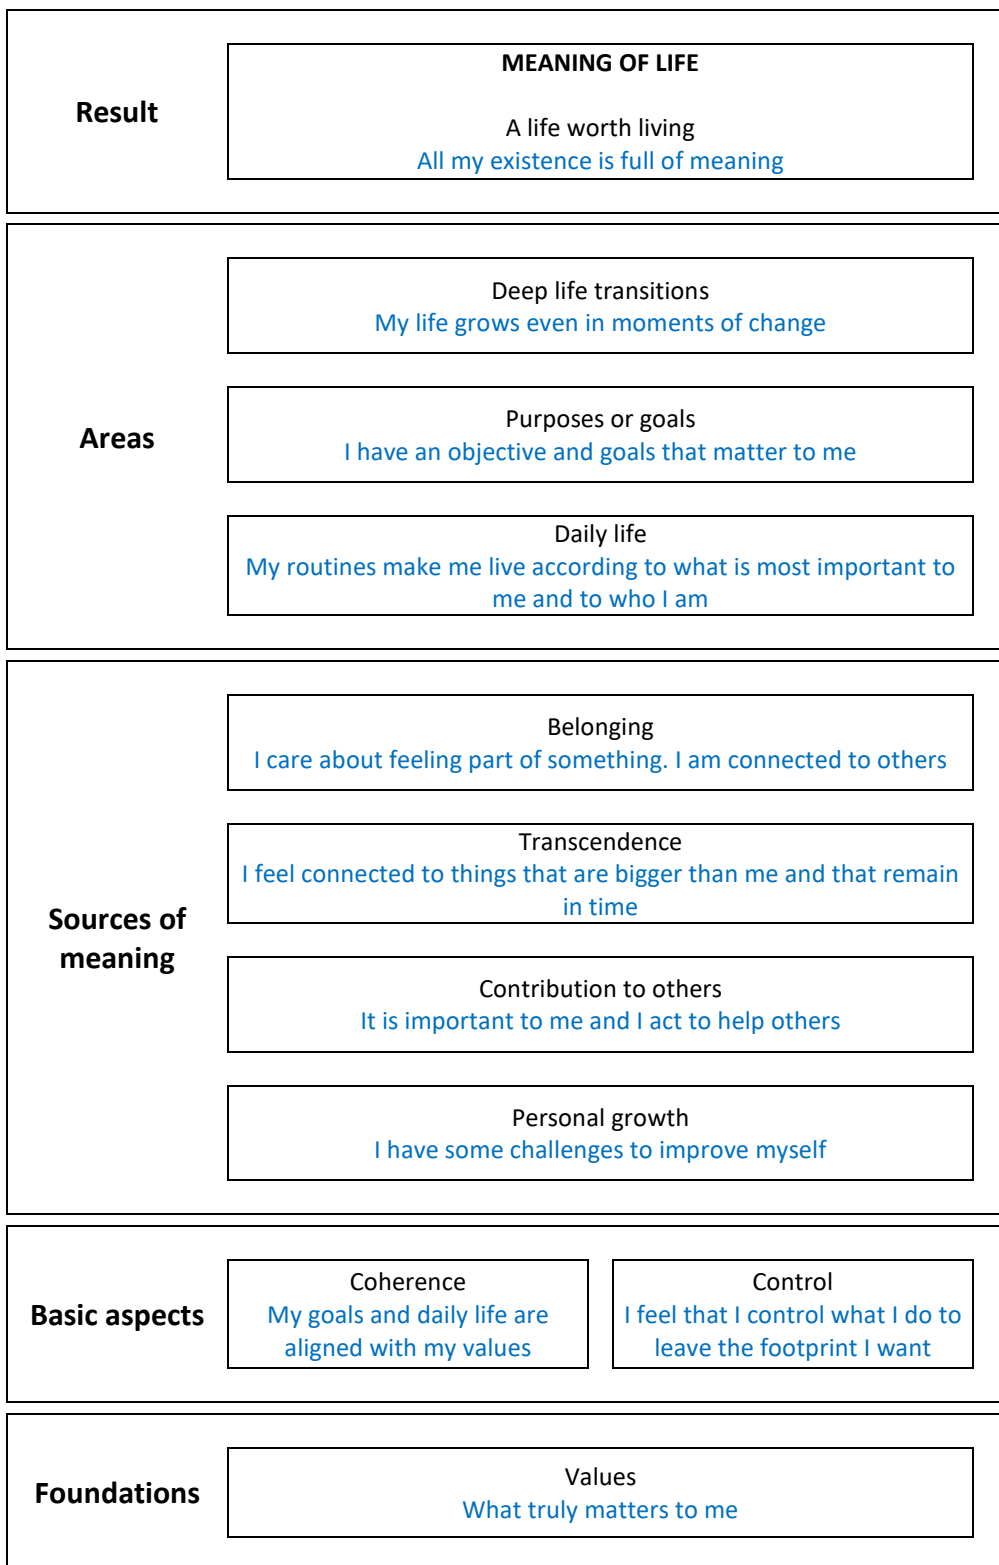 Result
MEANING OF LIFE
A life worth living
All my existence is full of meaning
Areas
Deep life transitions
My life grows even in moments of change
Purposes or goals
I have an objective and goals that matter to me
Daily life
My routines make me live according to what is most important to
me and to who I am
Sources of
meaning
Belonging
I care about feeling part of something. I am connected to others
Transcendence
I feel connected to things that are bigger than me and that remain
in time
Contribution to others
It is important to me and I act to help others
Personal growth
I have some challenges to improve myself
Basic aspects
Coherence
My goals and daily life are
aligned with my values
Control
I feel that I control what I do to
leave the footprint I want
Foundations
Values
What truly matters to me